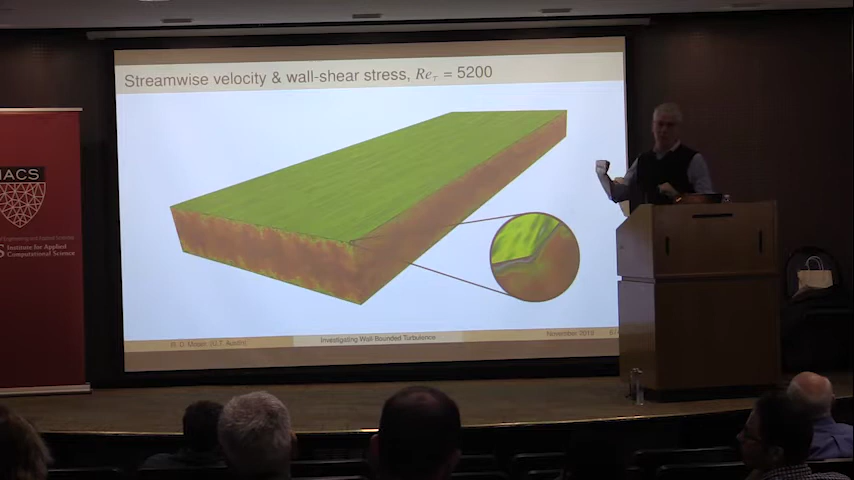 Streamwise velocity & wall-shear stress, Reτ = 5200
IACS
Institute for Applied
Computational Science
R. D. Moser (U.T. Austin)
Investigating Wall Bounded Turbulence
November 2019